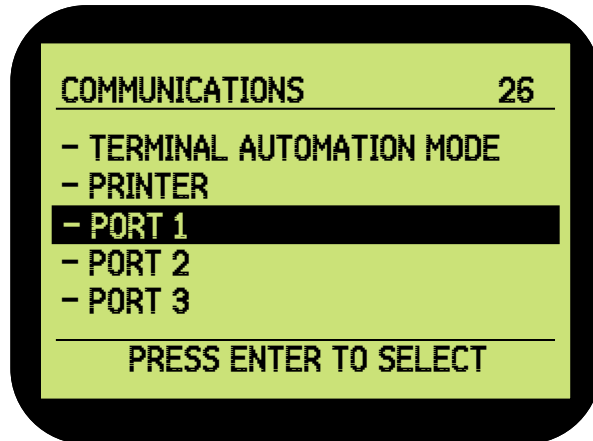 COMMUNICATIONS 26
– TERMINAL AUTOMATION MODE
– PRINTER
– PORT 1
– PORT 2
– PORT 3
PRESS ENTER TO SELECT